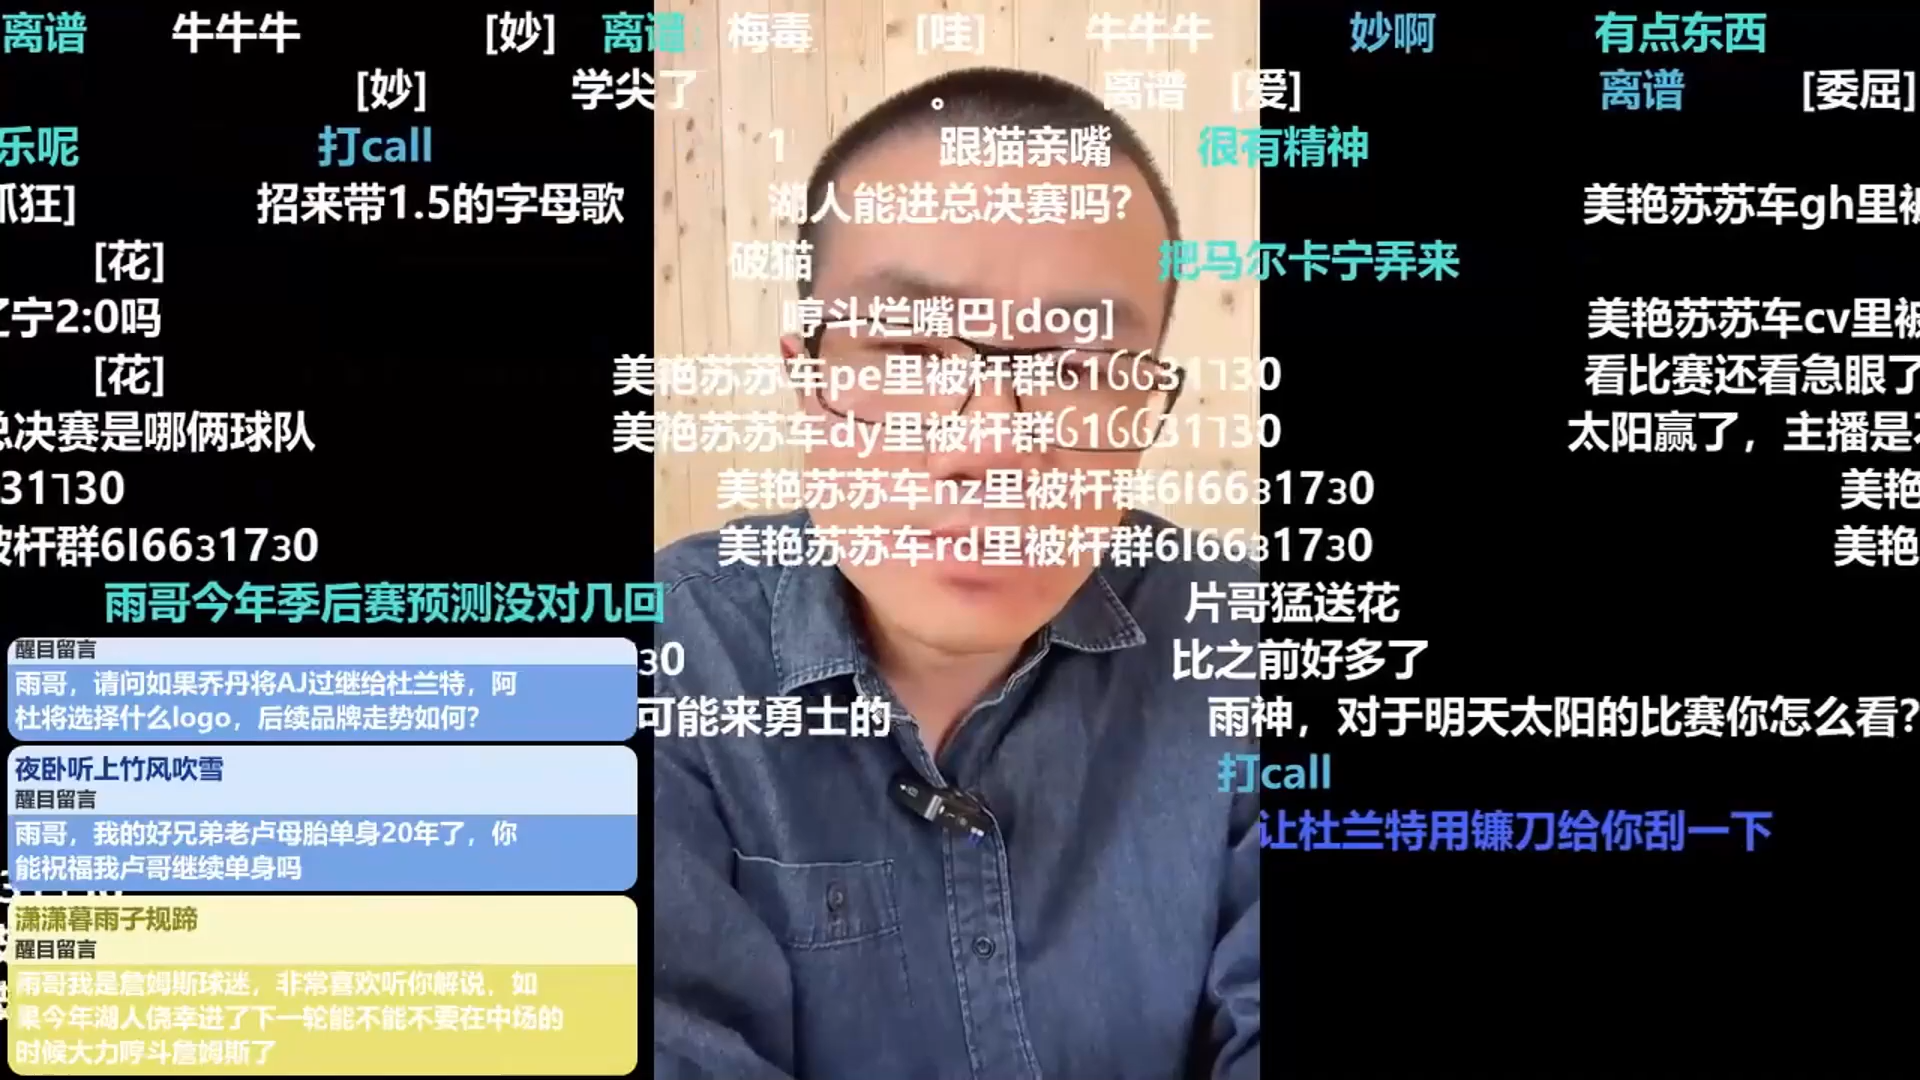 离谱 牛牛牛 [妙] 离谱 梅毒 [哇] 牛牛牛 妙啊 有点东西
[妙] 学尖了 。 离谱 [爱] 离谱 [委屈]
乐呢 打call 1 跟猫亲嘴 很有精神
抓狂] 招来带1.5的字母歌 湖人能进总决赛吗? 美艳苏苏车gh里被
[花] 破猫 把马尔卡宁弄来
辽宁2:0吗 哼斗烂嘴巴[dog] 美艳苏苏车cv里被
[花] 美艳苏苏车pe里被杆群616631730 看比赛还看急眼了
总决赛是哪俩球队 美艳苏苏车dy里被杆群616631730 太阳赢了，主播是不
31730 美艳苏苏车nz里被杆群6I6631730 美艳
被杆群6I6631730 美艳苏苏车rd里被杆群6I6631730 美艳
雨哥今年季后赛预测没对几回 片哥猛送花
30 比之前好多了
可能来勇士的 雨神，对于明天太阳的比赛你怎么看?
打call
让杜兰特用镰刀给你刮一下
醒目留言
雨哥，请问如果乔丹将AJ过继给杜兰特，阿
杜将选择什么logo，后续品牌走势如何?
夜卧听上竹风吹雪
醒目留言
雨哥，我的好兄弟老卢母胎单身20年了，你
能祝福我卢哥继续单身吗
潇潇暮雨子规蹄
醒目留言
雨哥我是詹姆斯球迷，非常喜欢听你解说，如
果今年湖人侥幸进了下一轮能不能不要在中场的
时候大力哼斗詹姆斯了